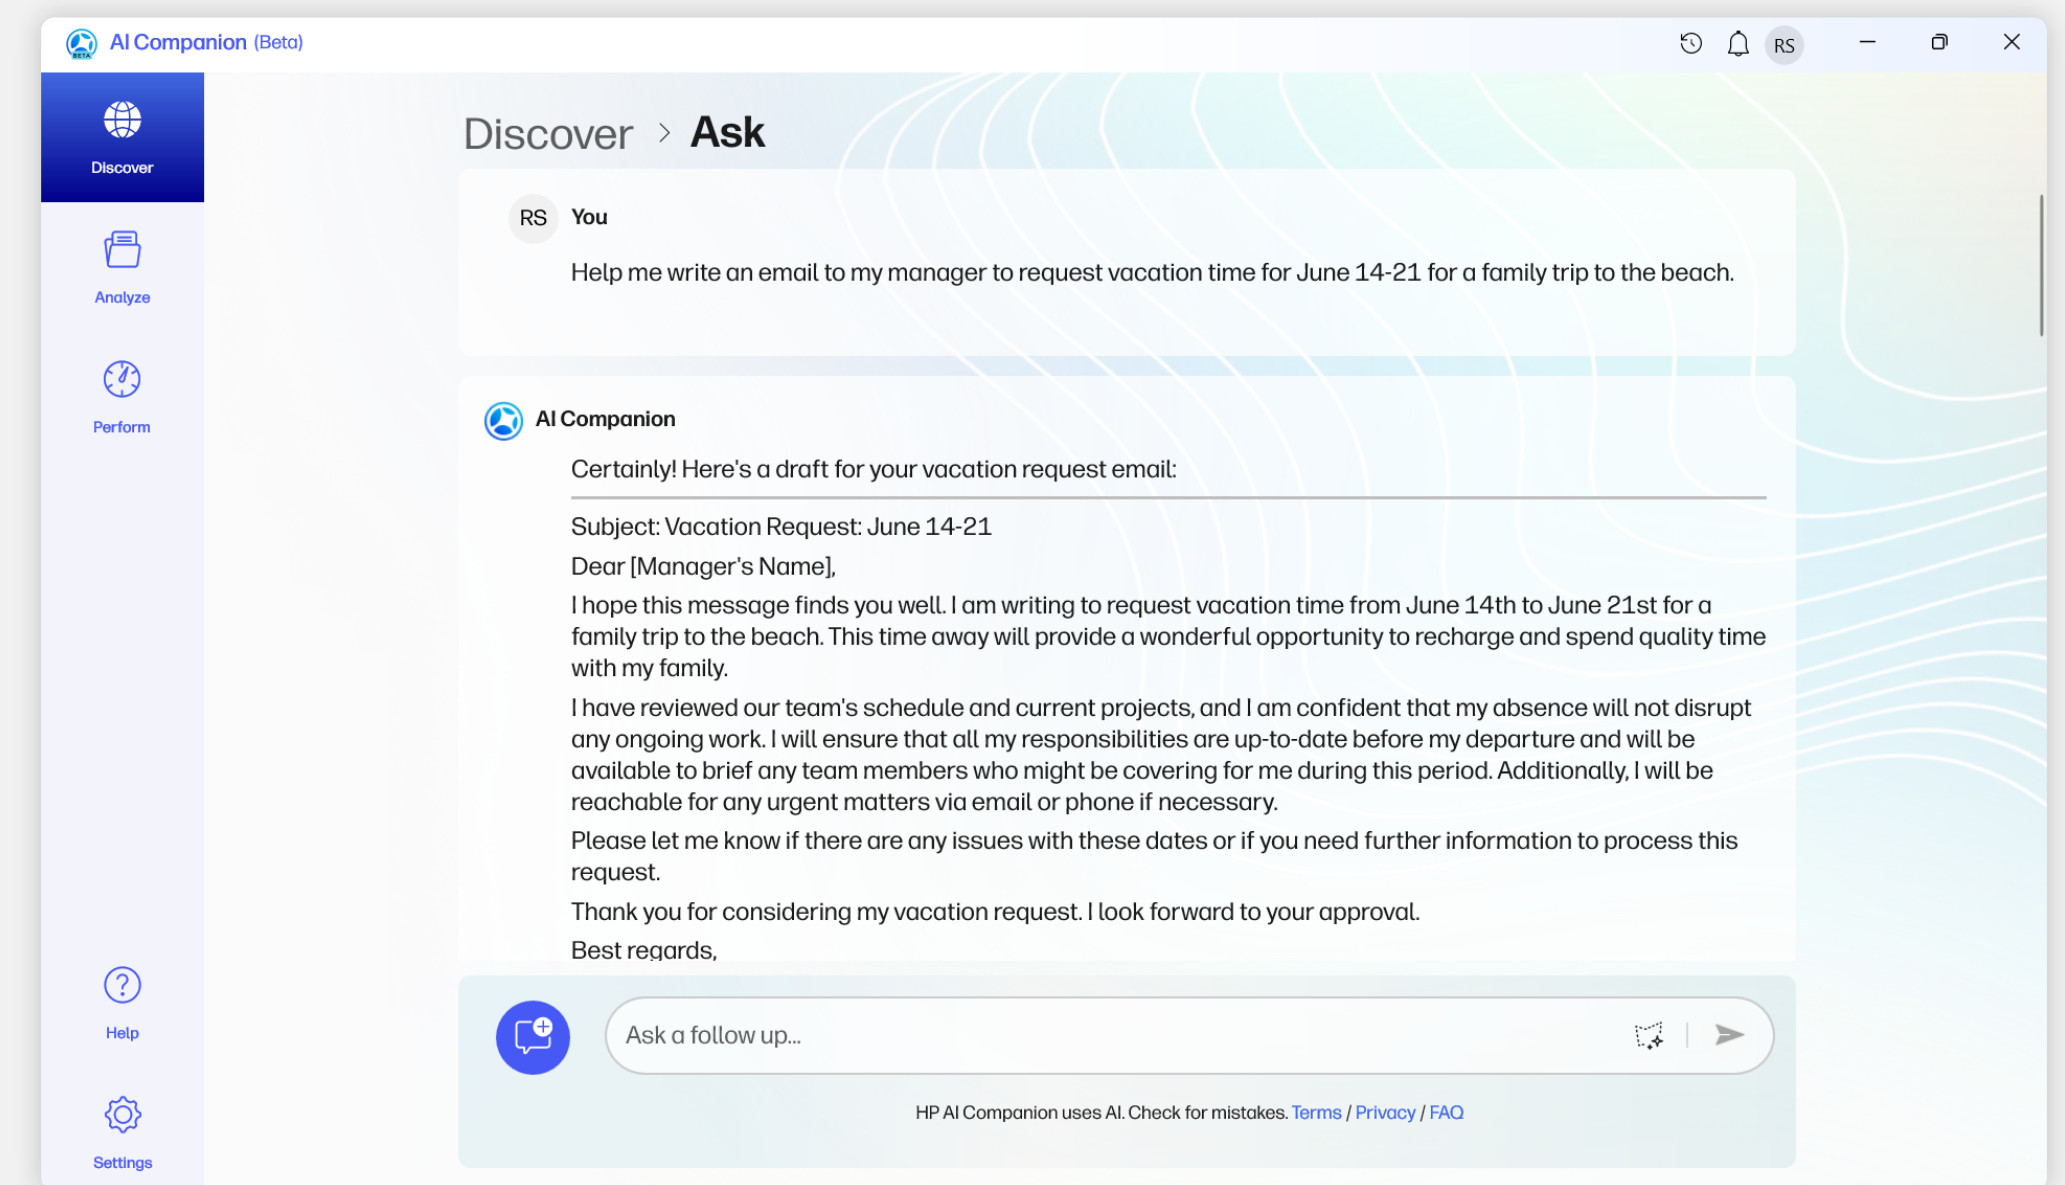 AI Companion (Beta)
BETA
RS
Discover
Analyze
Perform
Help
Settings
Discover > Ask
RS You
Help me write an email to my manager to request vacation time for June 14-21 for a family trip to the beach.
AI Companion
Certainly! Here's a draft for your vacation request email:
Subject: Vacation Request: June 14-21
Dear [Manager's Name],
I hope this message finds you well. I am writing to request vacation time from June 14th to June 21st for a
family trip to the beach. This time away will provide a wonderful opportunity to recharge and spend quality time
with my family.
I have reviewed our team's schedule and current projects, and I am confident that my absence will not disrupt
any ongoing work. I will ensure that all my responsibilities are up-to-date before my departure and will be
available to brief any team members who might be covering for me during this period. Additionally, I will be
reachable for any urgent matters via email or phone if necessary.
Please let me know if there are any issues with these dates or if you need further information to process this
request.
Thank you for considering my vacation request. I look forward to your approval.
Best regards,
Ask a follow up...
HP AI Companion uses AI. Check for mistakes. Terms / Privacy / FAQ